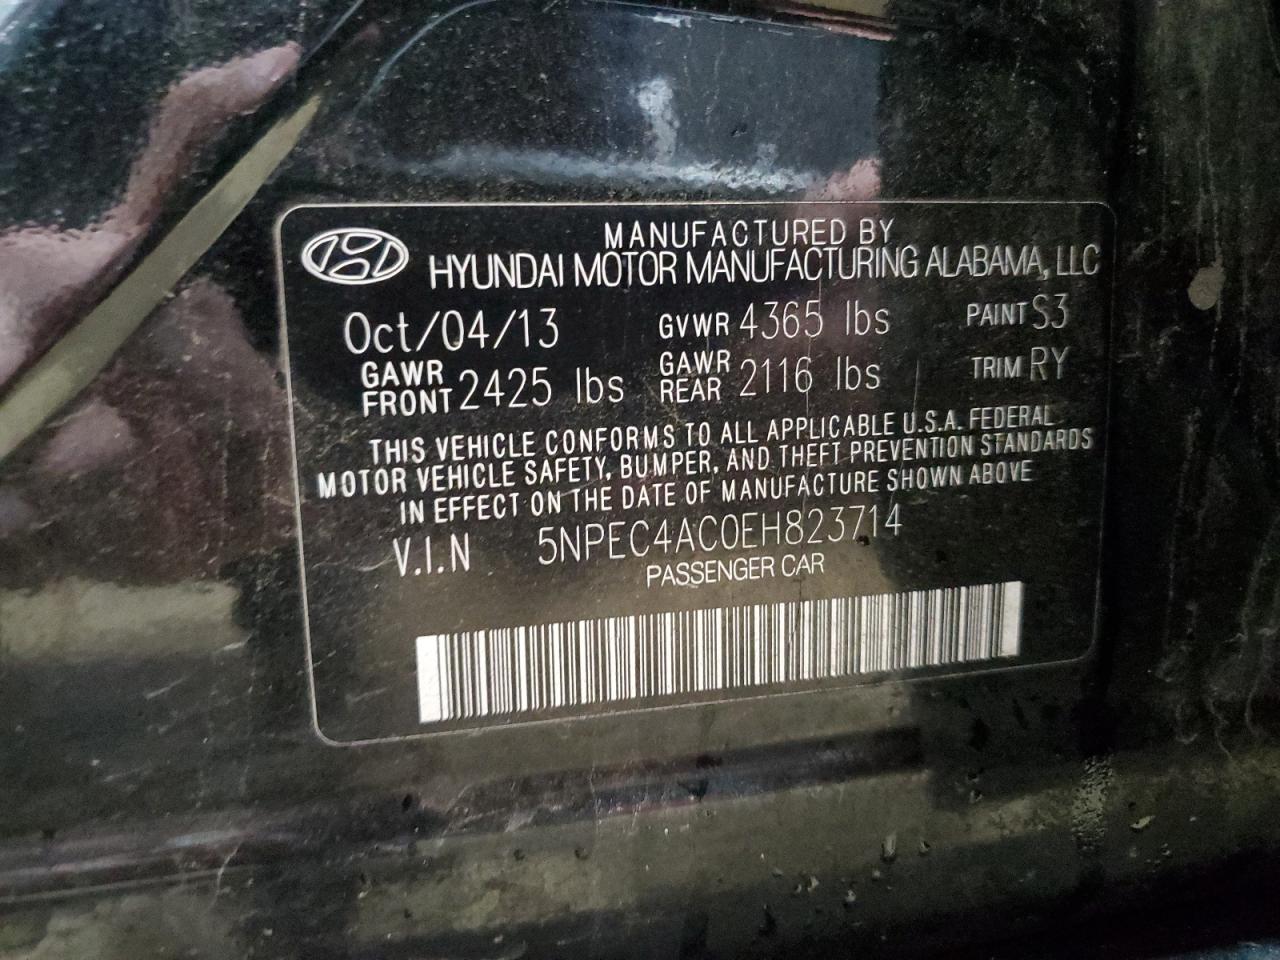 MANUFACTURED BY
HYUNDAI MOTOR MANUFACTURING ALABAMA, LLC
Oct/04/13 GVWR 4365 lbs PAINT S3
GAWR FRONT 2425 lbs GAWR REAR 2116 lbs TRIM RY
THIS VEHICLE CONFORMS TO ALL APPLICABLE U.S.A. FEDERAL
MOTOR VEHICLE SAFETY, BUMPER, AND THEFT PREVENTION STANDARDS
IN EFFECT ON THE DATE OF MANUFACTURE SHOWN ABOVE
V.I.N 5NPEC4AC0EH823714
PASSENGER CAR